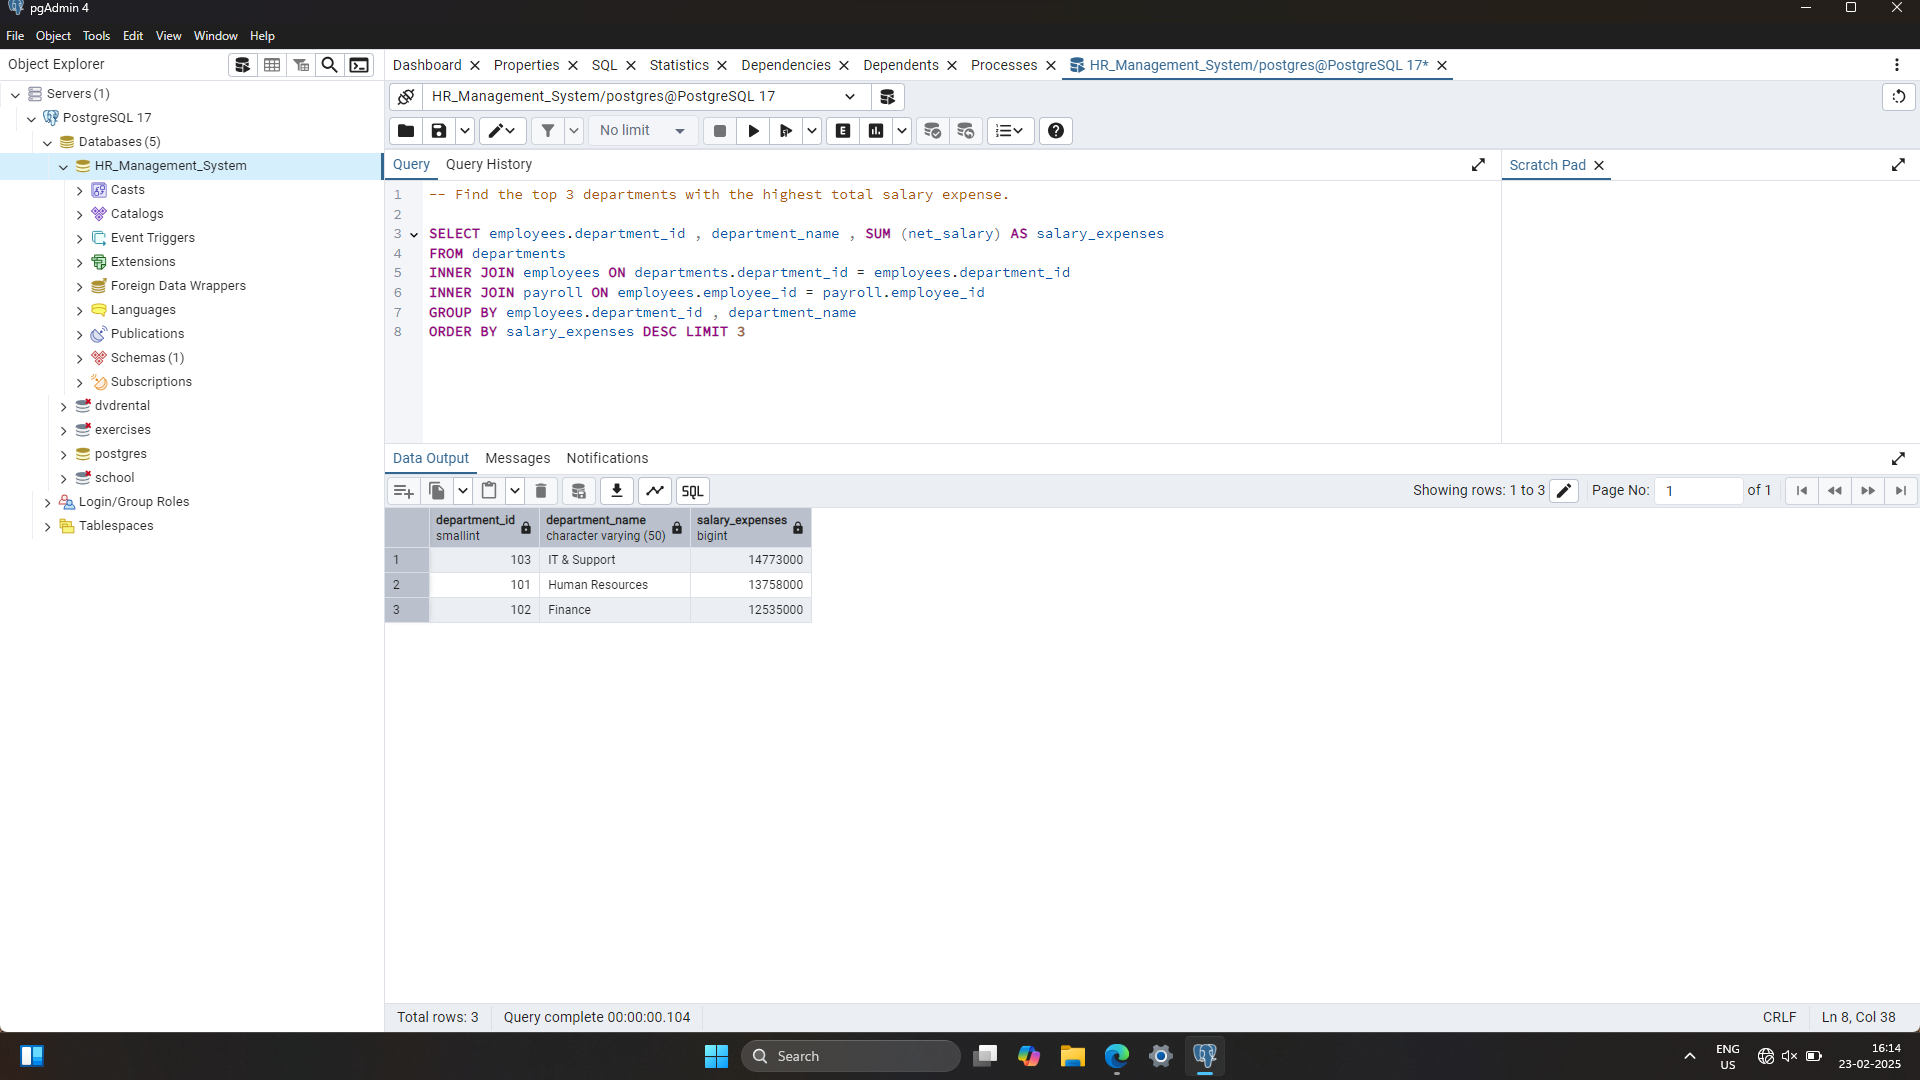 pgAdmin 4
File Object Tools Edit View Window Help
Object Explorer
Dashboard Properties SQL Statistics Dependencies Dependents Processes HR_Management_System/postgres@PostgreSQL 17*
Servers (1)
PostgreSQL 17
Databases (5)
HR_Management_System
Casts
Catalogs
Event Triggers
Extensions
Foreign Data Wrappers
Languages
Publications
Schemas (1)
Subscriptions
dvdrental
exercises
postgres
school
Login/Group Roles
Tablespaces
HR_Management_System/postgres@PostgreSQL 17
No limit
E
Query Query History
Scratch Pad
1 -- Find the top 3 departments with the highest total salary expense.
2
3 SELECT employees.department_id , department_name , SUM (net_salary) AS salary_expenses
4 FROM departments
5 INNER JOIN employees ON departments.department_id = employees.department_id
6 INNER JOIN payroll ON employees.employee_id = payroll.employee_id
7 GROUP BY employees.department_id , department_name
8 ORDER BY salary_expenses DESC LIMIT 3
Data Output Messages Notifications
SQL
Showing rows: 1 to 3 Page No: 1 of 1
department_id department_name salary_expenses
smallint character varying (50) bigint
1 103 IT & Support 14773000
2 101 Human Resources 13758000
3 102 Finance 12535000
Total rows: 3 Query complete 00:00:00.104 CRLF Ln 8, Col 38
Search
ENG
US
16:14
23-02-2025